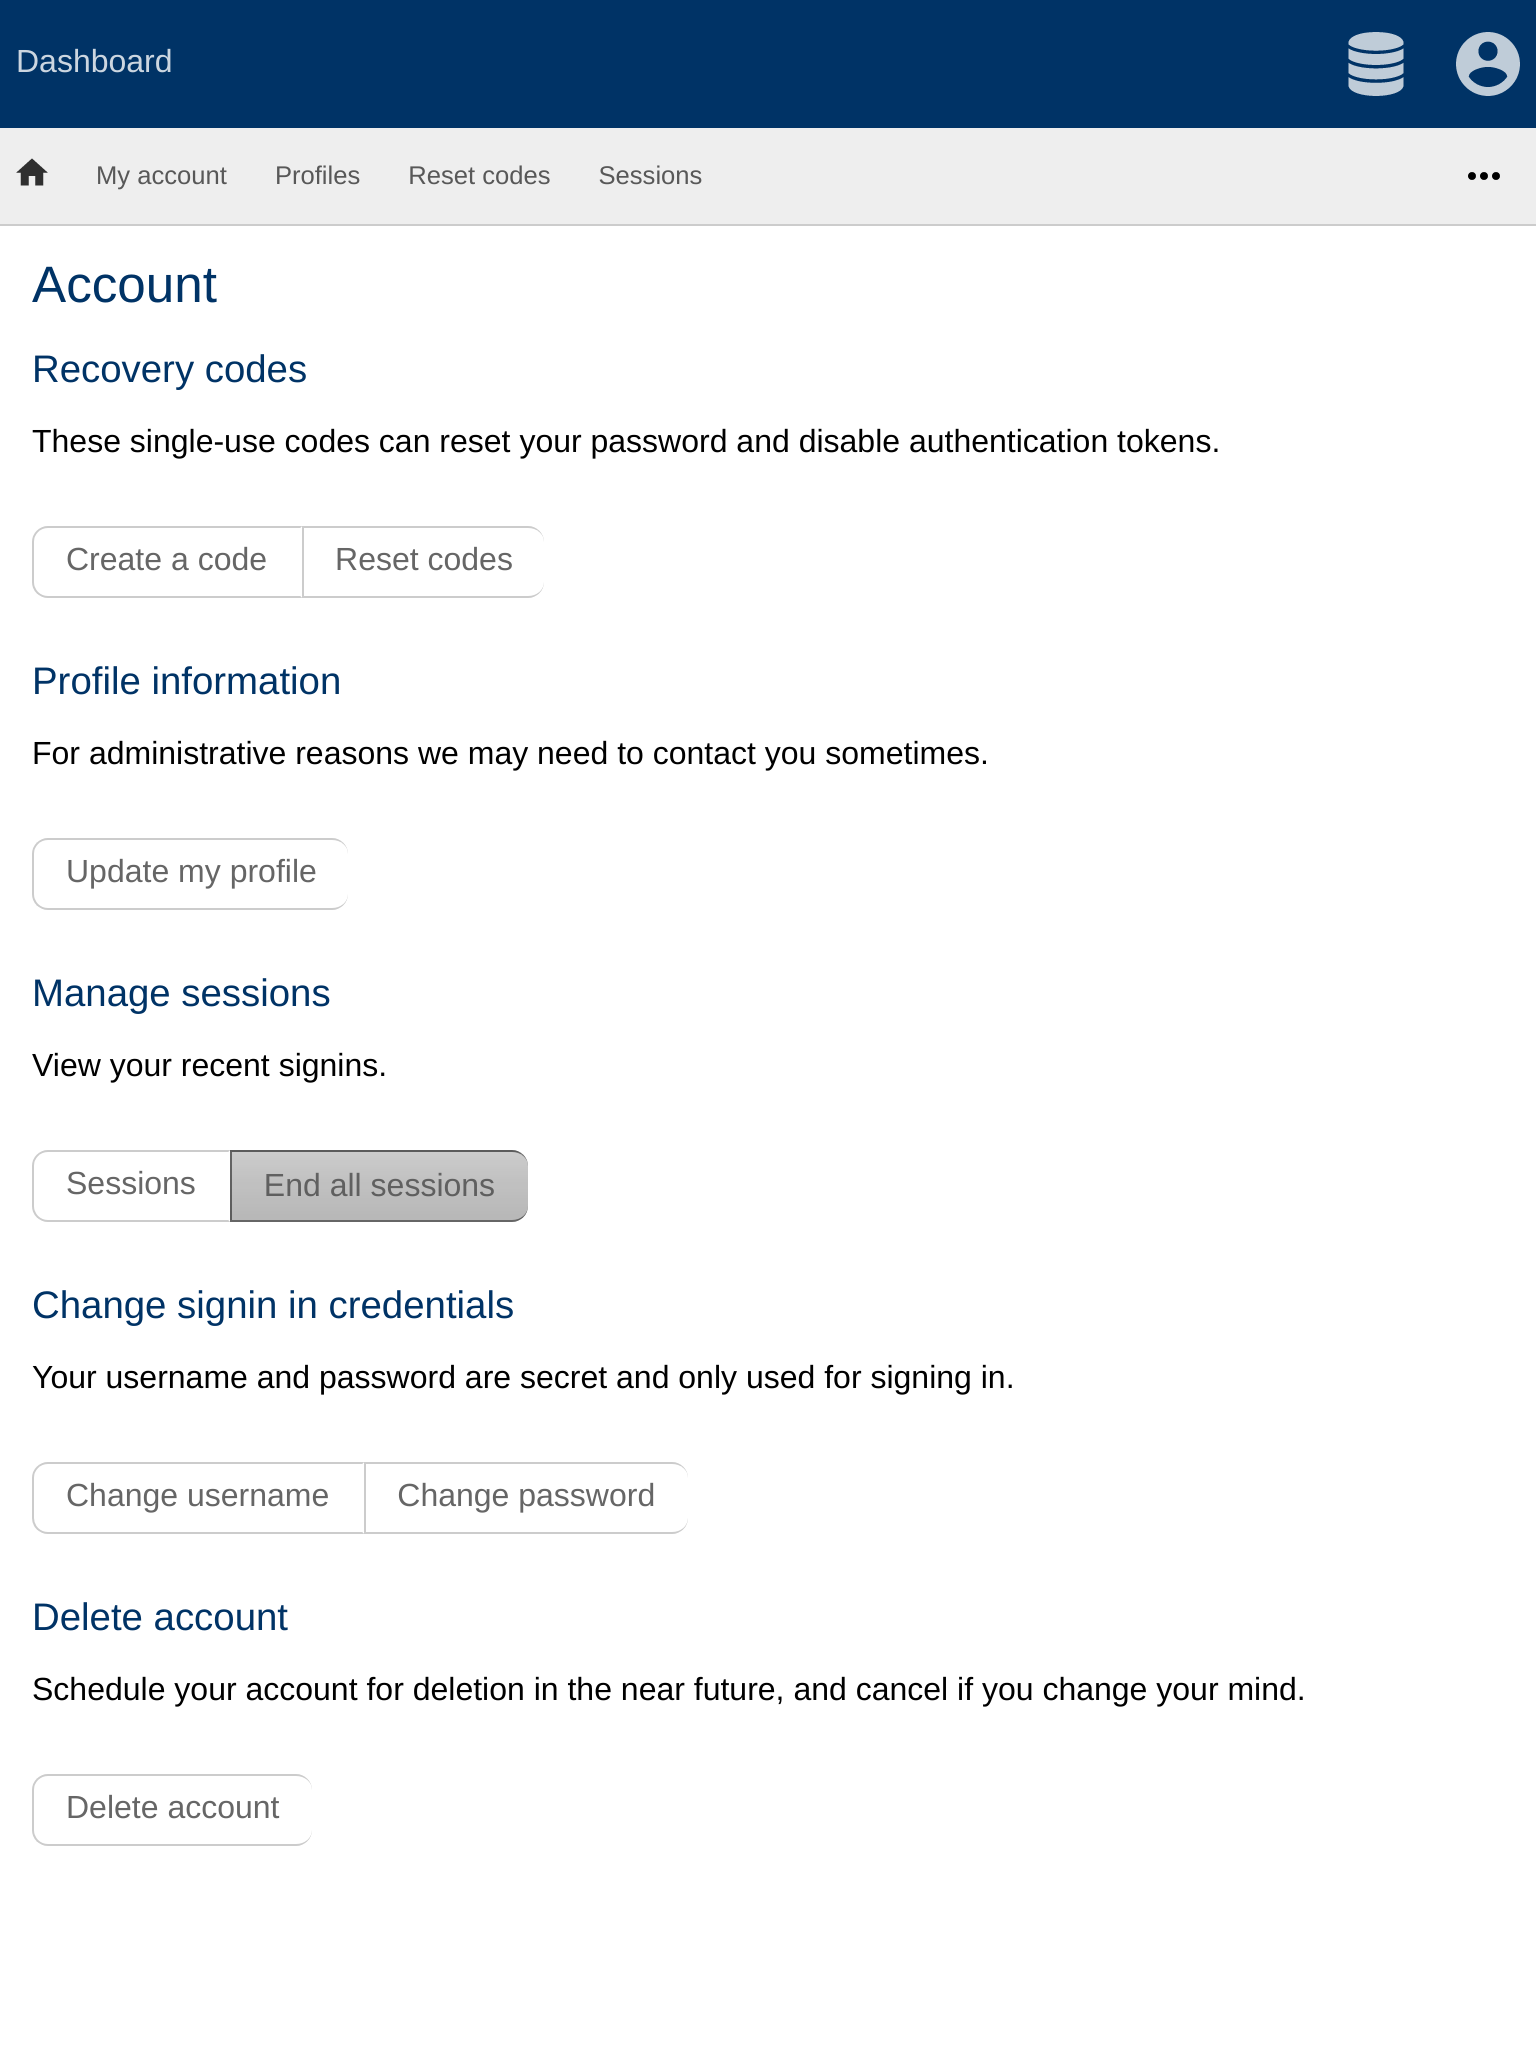 Dashboard
My account Profiles Reset codes Sessions
Account
Recovery codes
These single-use codes can reset your password and disable authentication tokens.
Create a code Reset codes
Profile information
For administrative reasons we may need to contact you sometimes.
Update my profile
Manage sessions
View your recent signins.
Sessions End all sessions
Change signin in credentials
Your username and password are secret and only used for signing in.
Change username Change password
Delete account
Schedule your account for deletion in the near future, and cancel if you change your mind.
Delete account